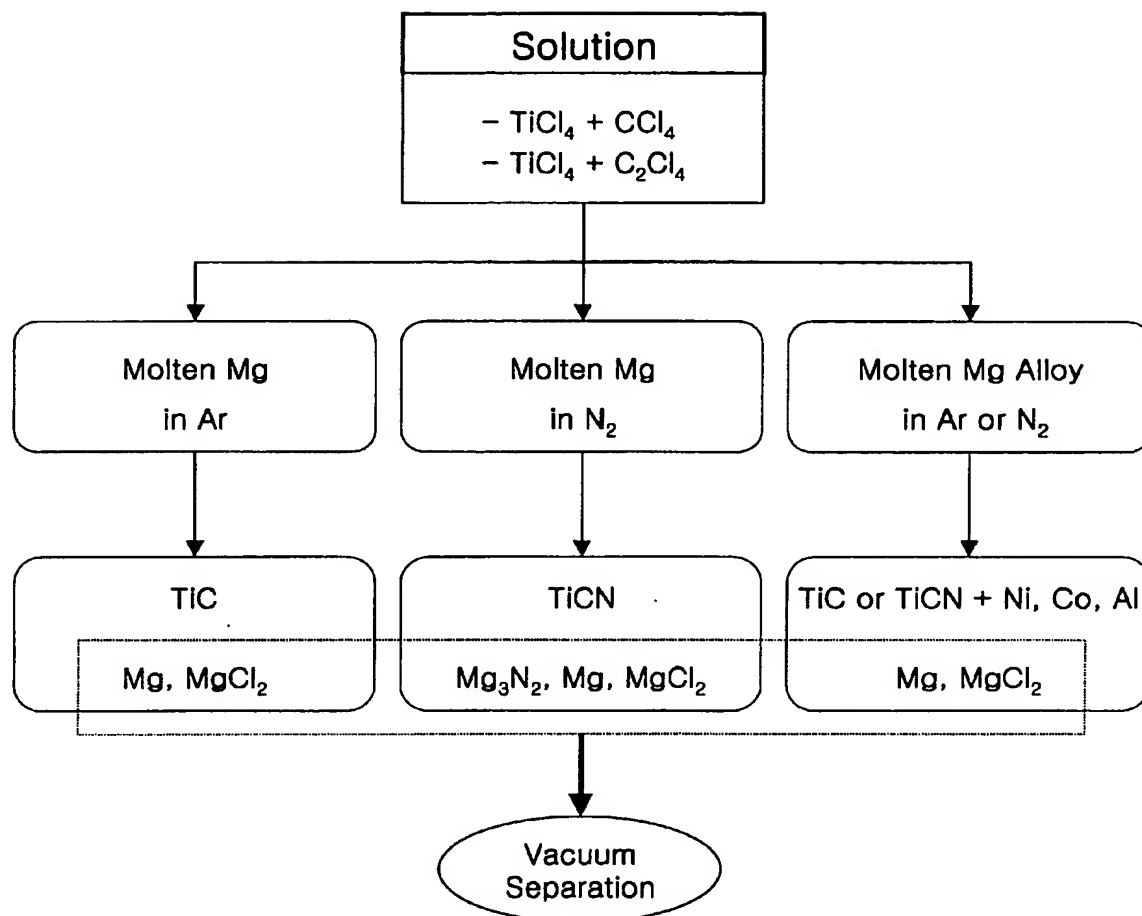 Solution
– TiCl₄ + CCl₄
– TiCl₄ + C₂Cl₄
Molten Mg
in Ar
Molten Mg
in N₂
Molten Mg Alloy
in Ar or N₂
TiC
Mg, MgCl₂
TiCN
Mg₃N₂, Mg, MgCl₂
TiC or TiCN + Ni, Co, Al
Mg, MgCl₂
Vacuum
Separation